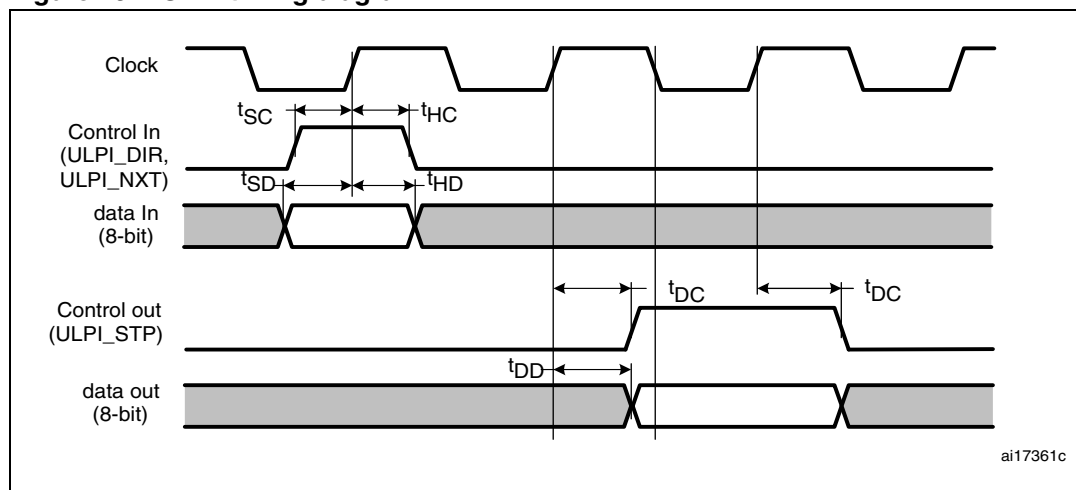 Clock
tSC
tHC
Control In
(ULPI_DIR,
ULPI_NXT)
tSD
tHD
data In
(8-bit)
Control out
(ULPI_STP)
tDC
tDC
tDD
data out
(8-bit)
ai17361c